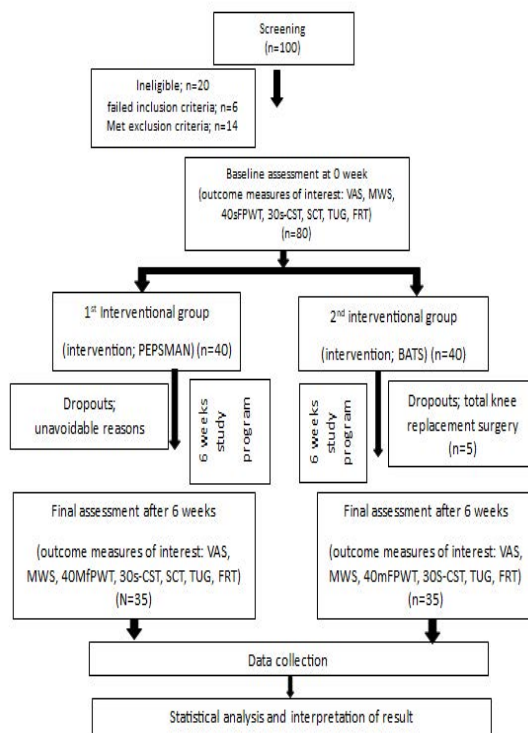 Screening
(n=100)
Ineligible; n=20
failed inclusion criteria; n=6
Met exclusion criteria; n=14
Baseline assessment at 0 week
(outcome measures of interest: VAS, MWS,
40sFPWT, 30s-CST, SCT, TUG, FRT)
(n=80)
1st Interventional group
(intervention; PEPSMAN) (n=40)
2nd interventional group
(intervention; BATS) (n=40)
Dropouts;
unavoidable reasons
6 weeks
study
program
6 weeks
study
program
Dropouts; total knee
replacement surgery
(n=5)
Final assessment after 6 weeks
(outcome measures of interest: VAS,
MWS, 40MfPWT, 30s-CST, SCT, TUG, FRT)
(N=35)
Final assessment after 6 weeks
(outcome measures of interest: VAS,
MWS, 40mFPWT, 30S-CST, SCT, TUG, FRT)
(n=35)
Data collection
Statistical analysis and interpretation of result